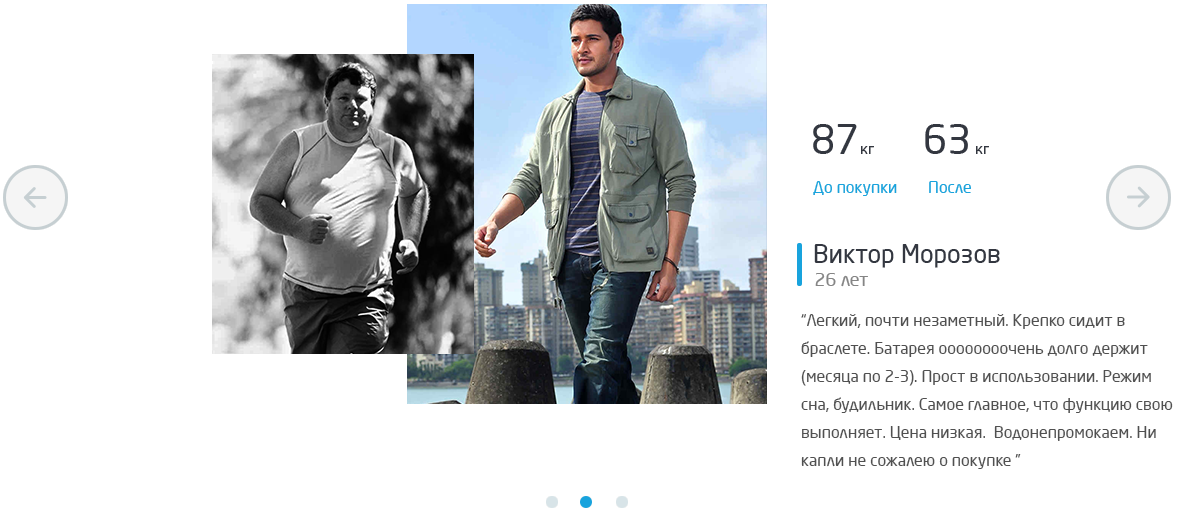 87 кг 63 кг
До покупки После
Виктор Морозов
26 лет
“Легкий, почти незаметный. Крепко сидит в
браслете. Батарея оооооооочень долго держит
(месяца по 2-3). Прост в использовании. Режим
сна, будильник. Самое главное, что функцию свою
выполняет. Цена низкая.  Водонепромокаем. Ни
капли не сожалею о покупке ”